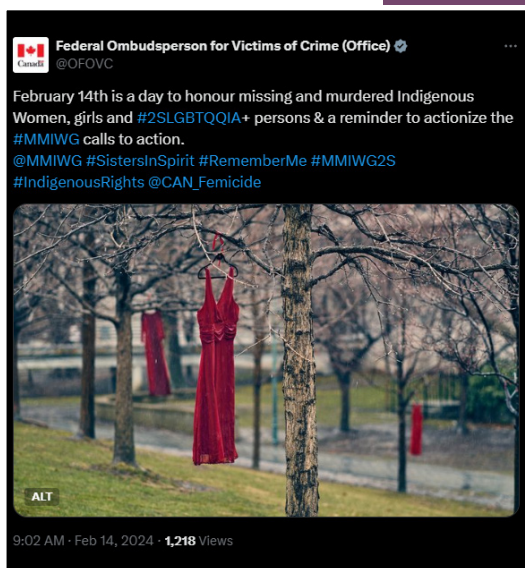 Federal Ombudsperson for Victims of Crime (Office)
Canada
@OFOVC
February 14th is a day to honour missing and murdered Indigenous
Women, girls and #2SLGBTQQIA+ persons & a reminder to actionize the
#MMIWG calls to action.
@MMIWG #SistersInSpirit #RememberMe #MMIWG2S
#IndigenousRights @CAN_Femicide
ALT
9:02 AM · Feb 14, 2024 · 1,218 Views